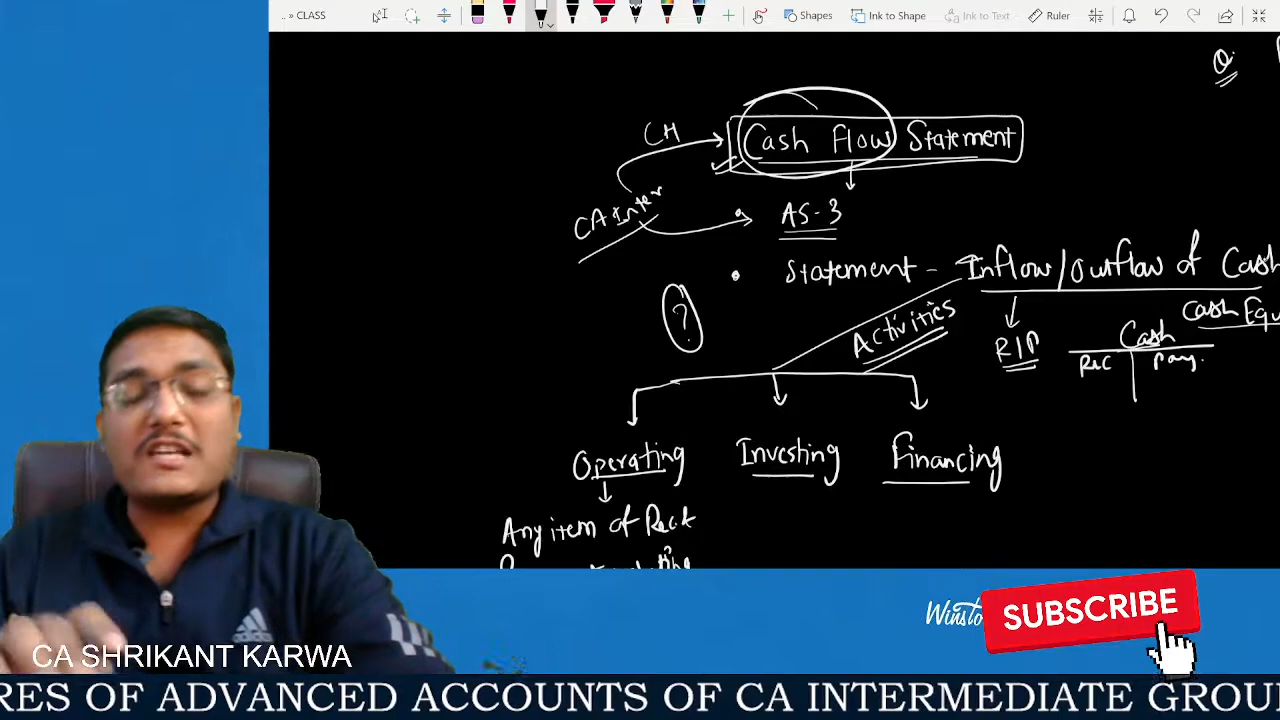 .. » CLASS
Shapes
Ink to Shape
Ink to Text
Ruler
Q.
CH
Cash Flow Statement
CA Inter
AS-3
Statement - Inflow/Outflow of Cash
Cash Equ
?
Activities
R/P
Cash
Rec
Pay.
Operating
Investing
Financing
Any item of Rect
Winsto
SUBSCRIBE
CA SHRIKANT KARWA
RES OF ADVANCED ACCOUNTS OF CA INTERMEDIATE GROU